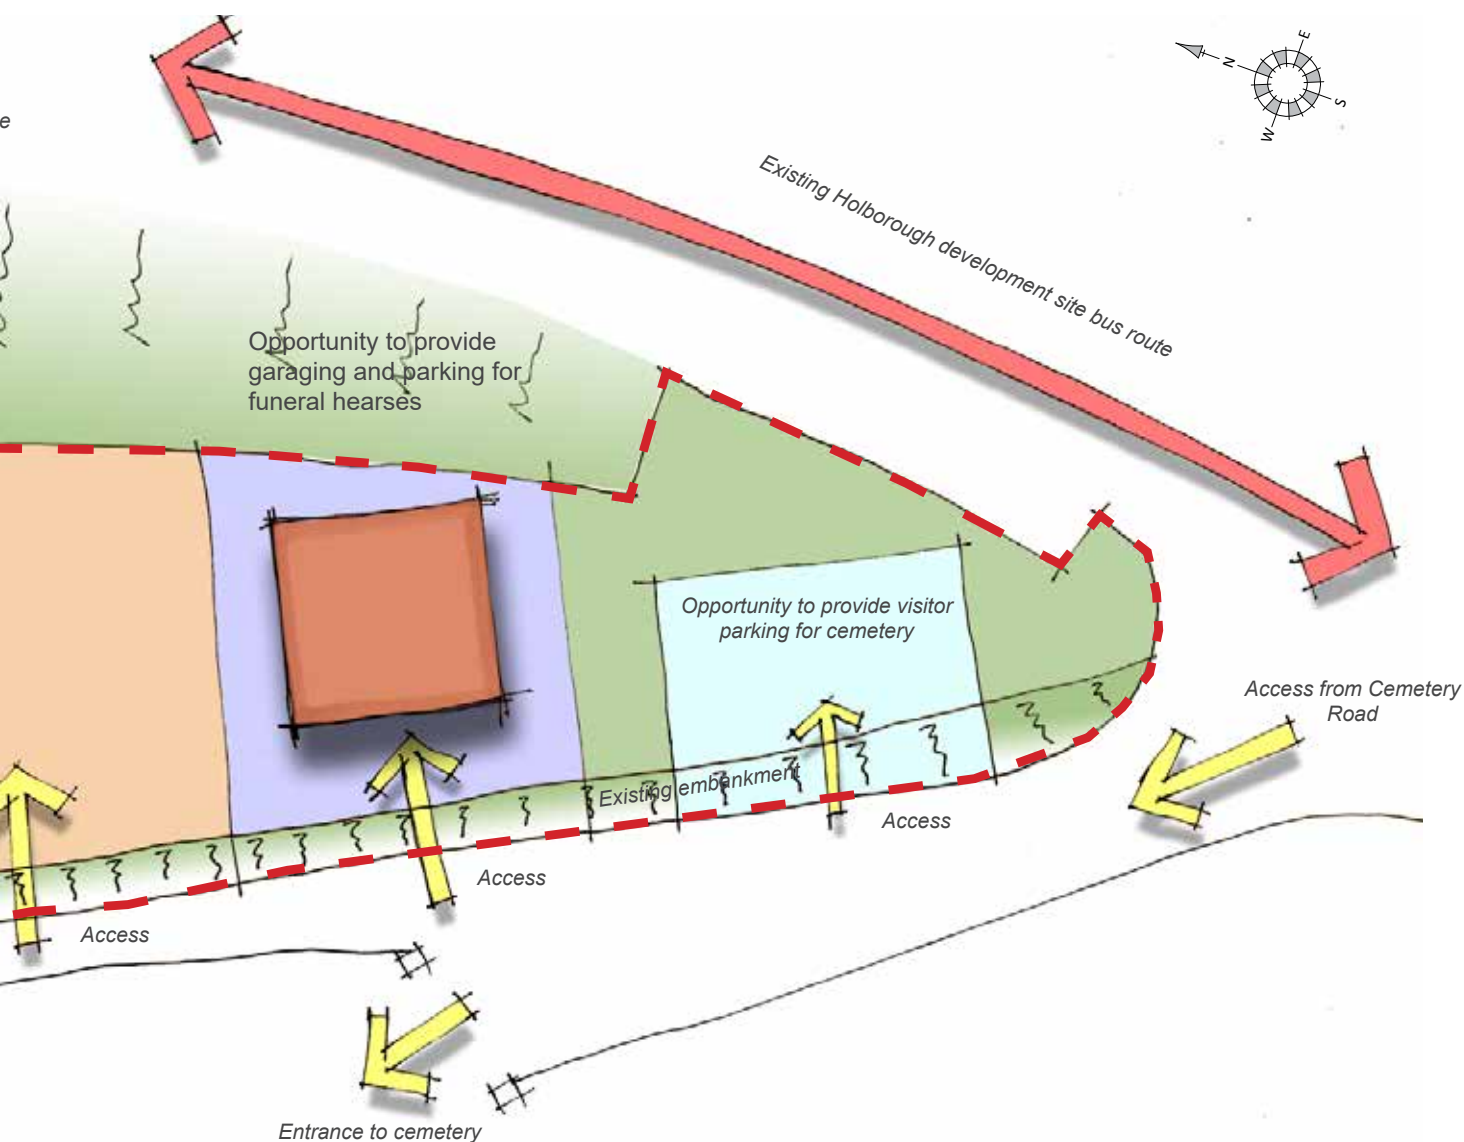 E
N
S
W
e
Existing Holborough development site bus route
Opportunity to provide
garaging and parking for
funeral hearses
Opportunity to provide visitor
parking for cemetery
Access from Cemetery
Road
Existing embankment
Access
Access
Access
Entrance to cemetery